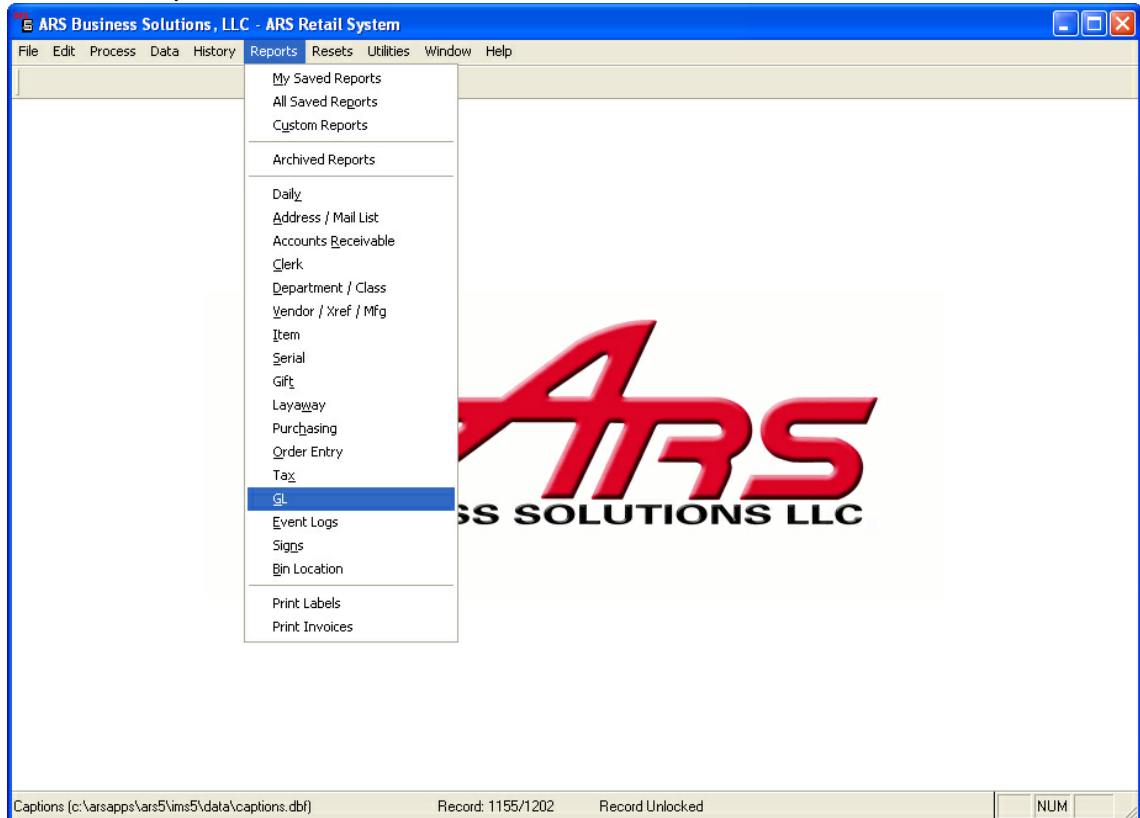 ARS Business Solutions, LLC - ARS Retail System
File Edit Process Data History Reports Resets Utilities Window Help
My Saved Reports
All Saved Reports
Custom Reports
Archived Reports
Daily
Address / Mail List
Accounts Receivable
Clerk
Department / Class
Vendor / Xref / Mfg
Item
Serial
Gift
Layaway
Purchasing
Order Entry
Tax
GL
Event Logs
Signs
Bin Location
Print Labels
Print Invoices
ARS
SS SOLUTIONS LLC
Captions (c:\arsapps\ars5\ims5\data\captions.dbf) Record: 1155/1202 Record Unlocked NUM